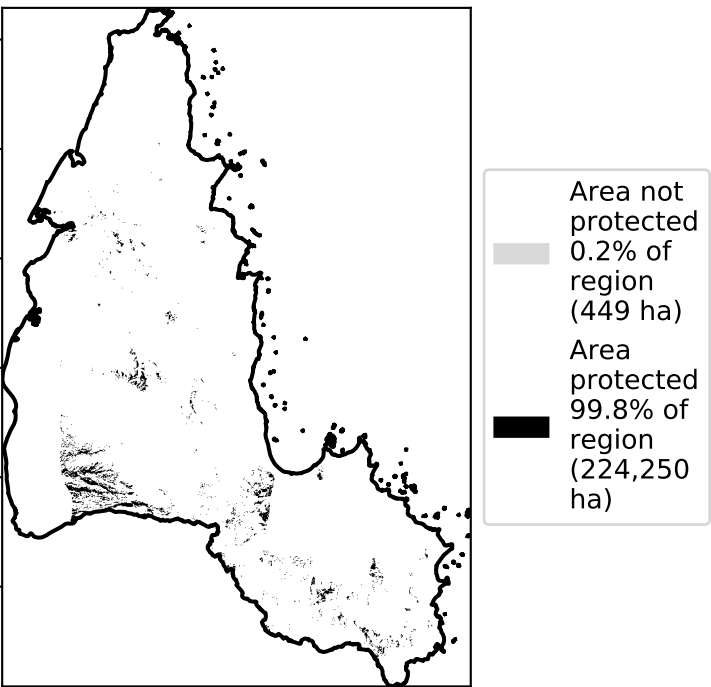 Area not
protected
0.2% of
region
(449 ha)
Area
protected
99.8% of
region
(224,250
ha)